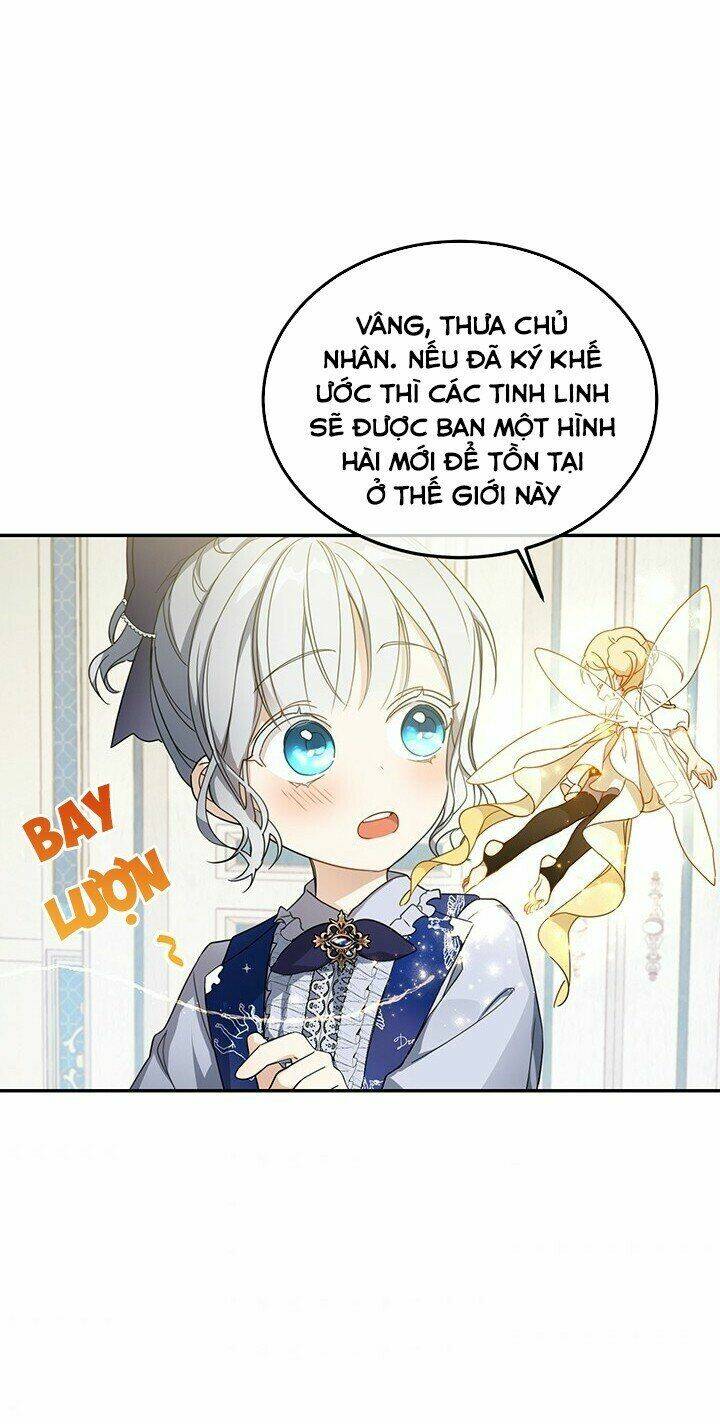 VÂNG, THƯA CHỦ
NHÂN. NẾU ĐÃ KÝ KHẾ
ƯỚC THÌ CÁC TINH LINH
SẼ ĐƯỢC BAN MỘT HÌNH
HÀI MỚI ĐỂ TỒN TẠI
Ở THẾ GIỚI NÀY
BAY
LƯỢN